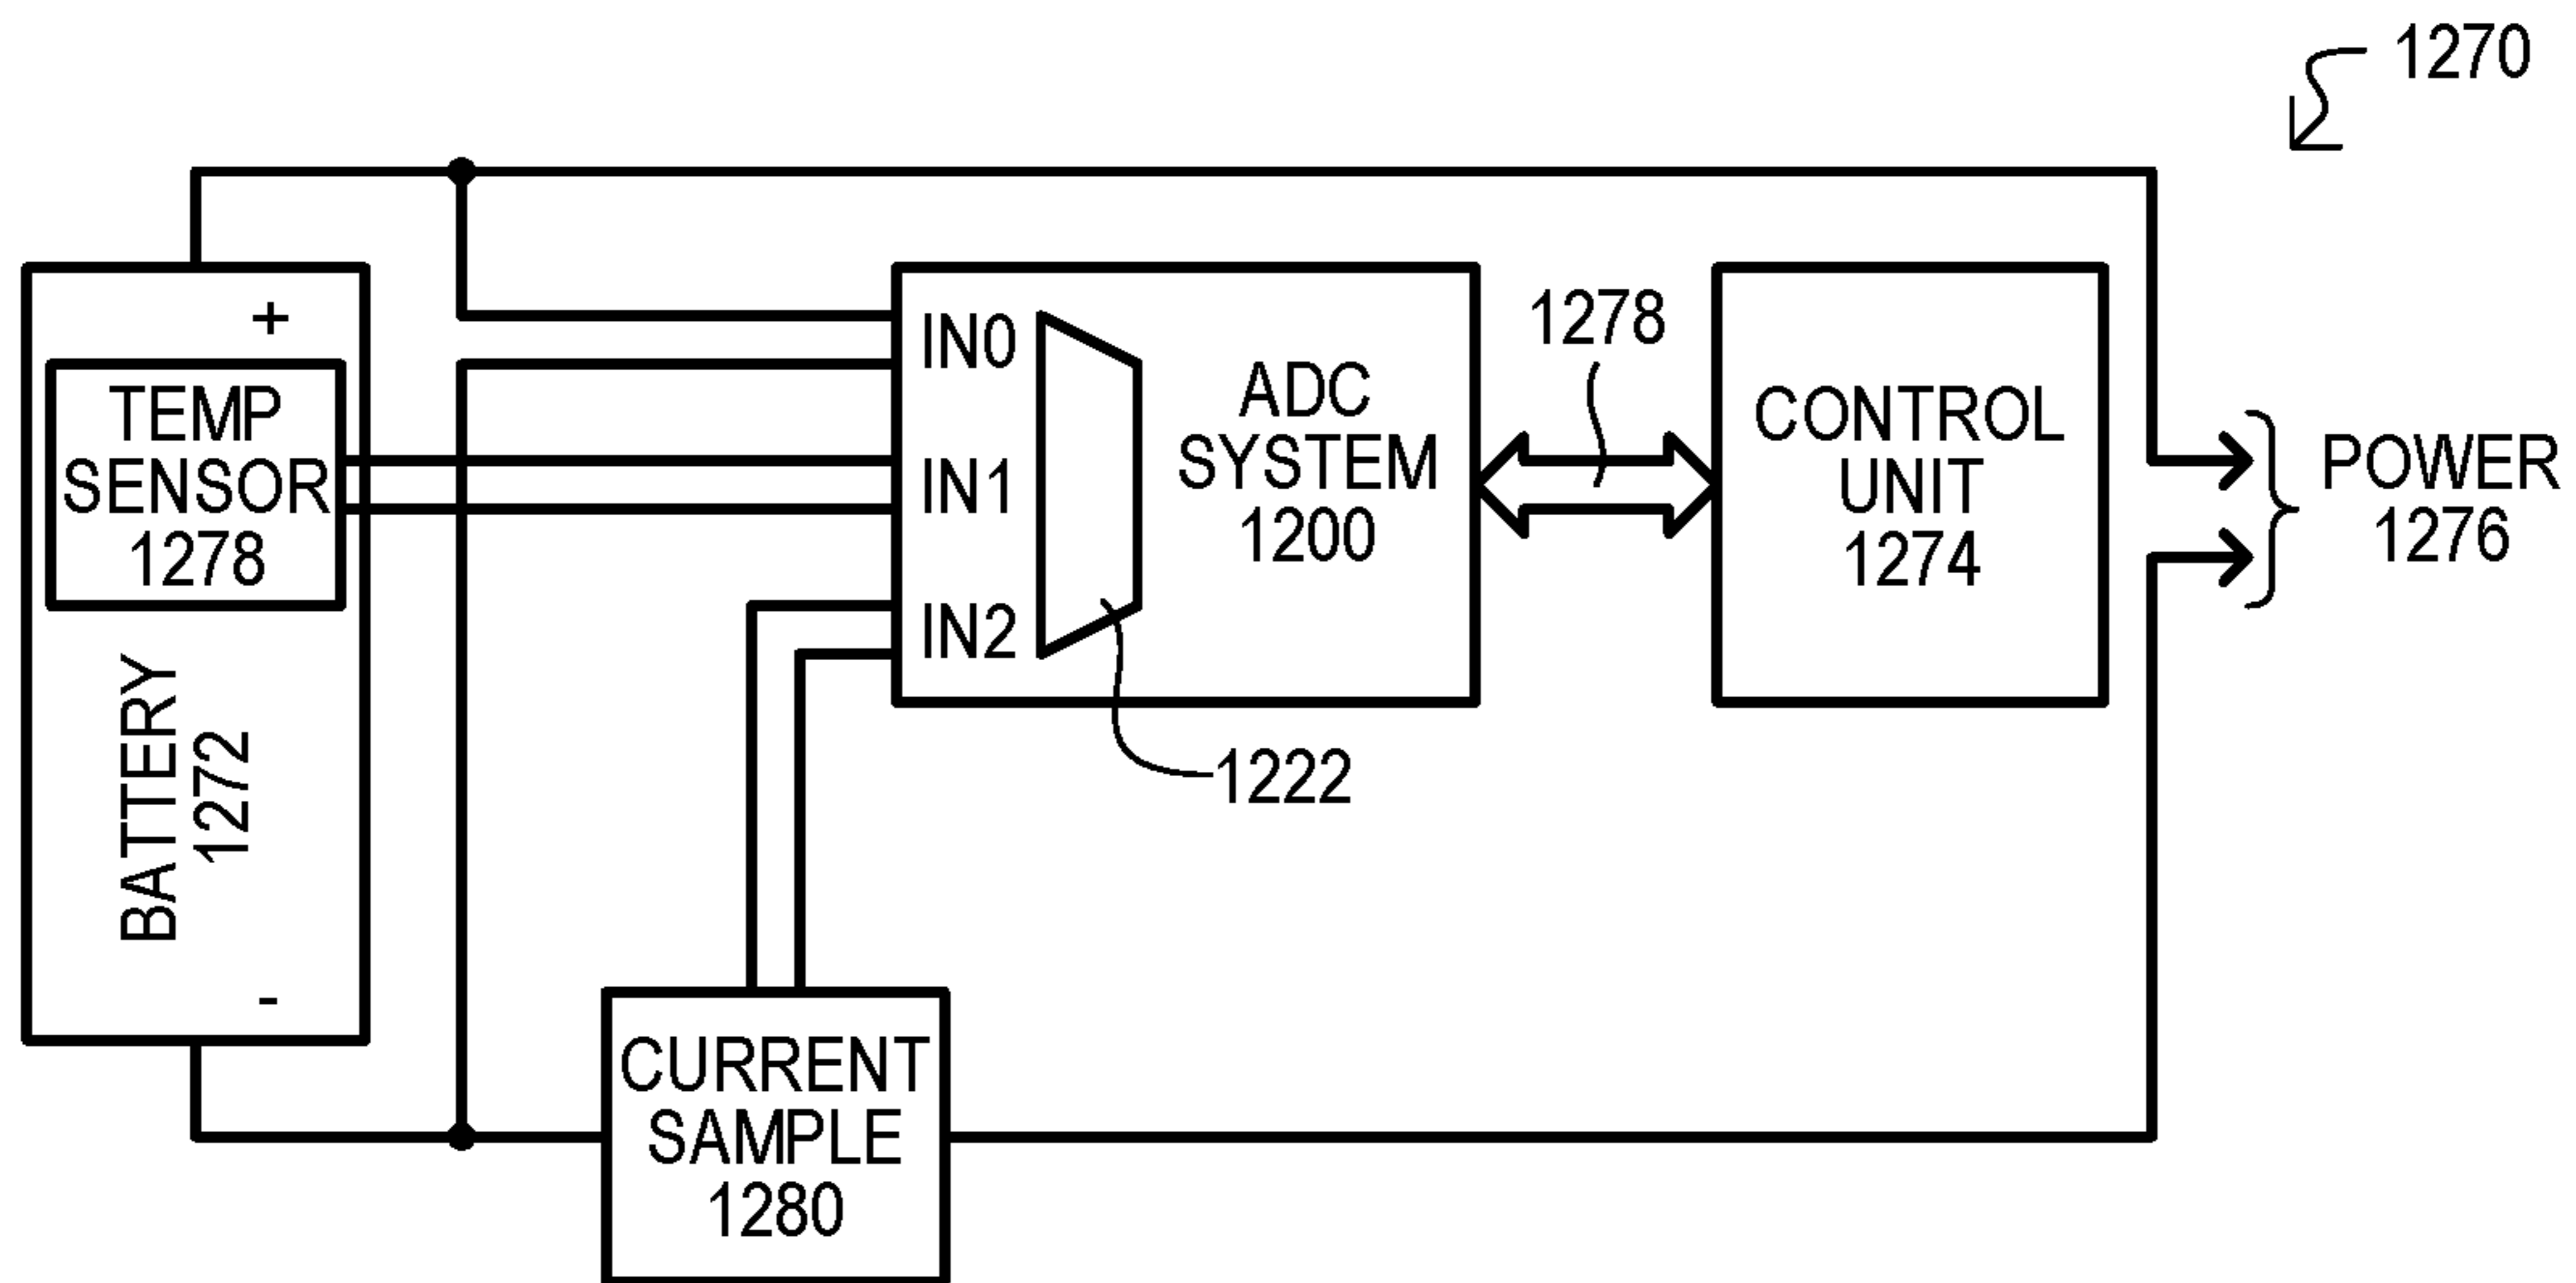 1270
+
TEMP
SENSOR
1278
BATTERY
1272
-
IN0
IN1
IN2
ADC
SYSTEM
1200
1222
1278
CONTROL
UNIT
1274
POWER
1276
CURRENT
SAMPLE
1280